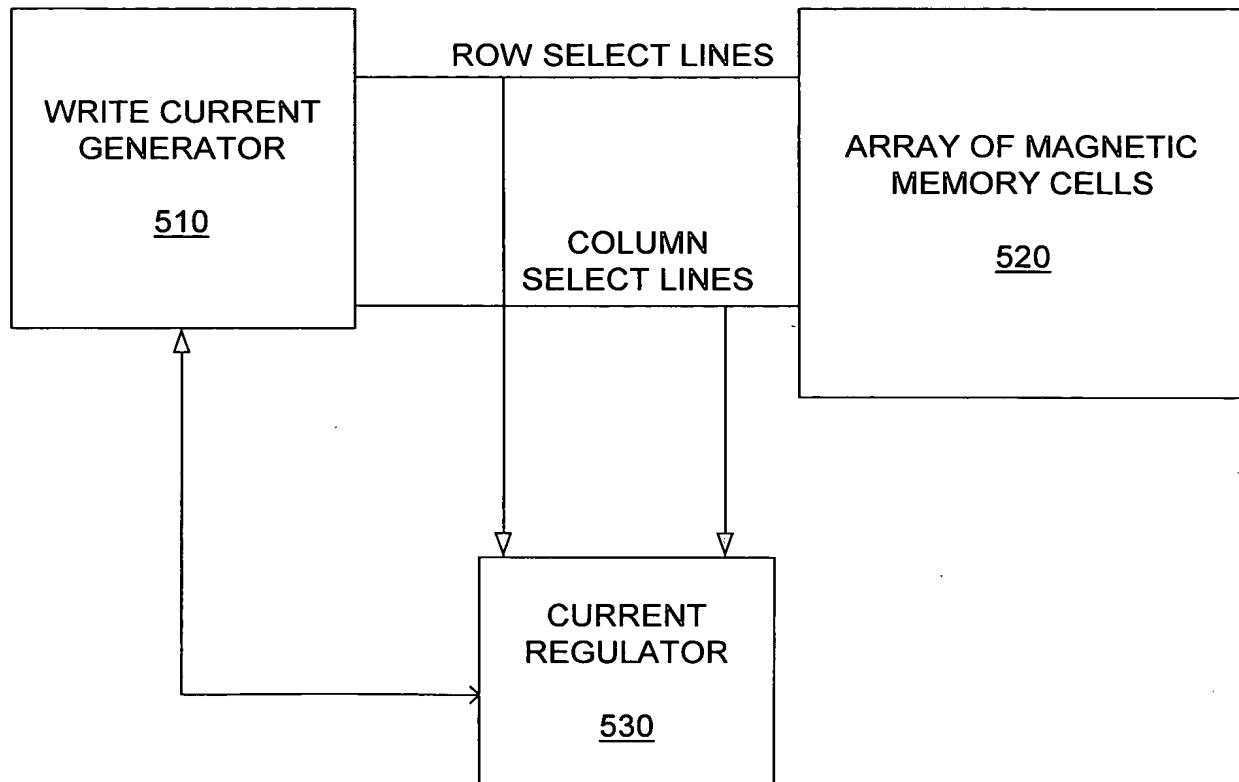 ROW SELECT LINES
WRITE CURRENT
GENERATOR
510
ARRAY OF MAGNETIC
MEMORY CELLS
520
COLUMN
SELECT LINES
CURRENT
REGULATOR
530